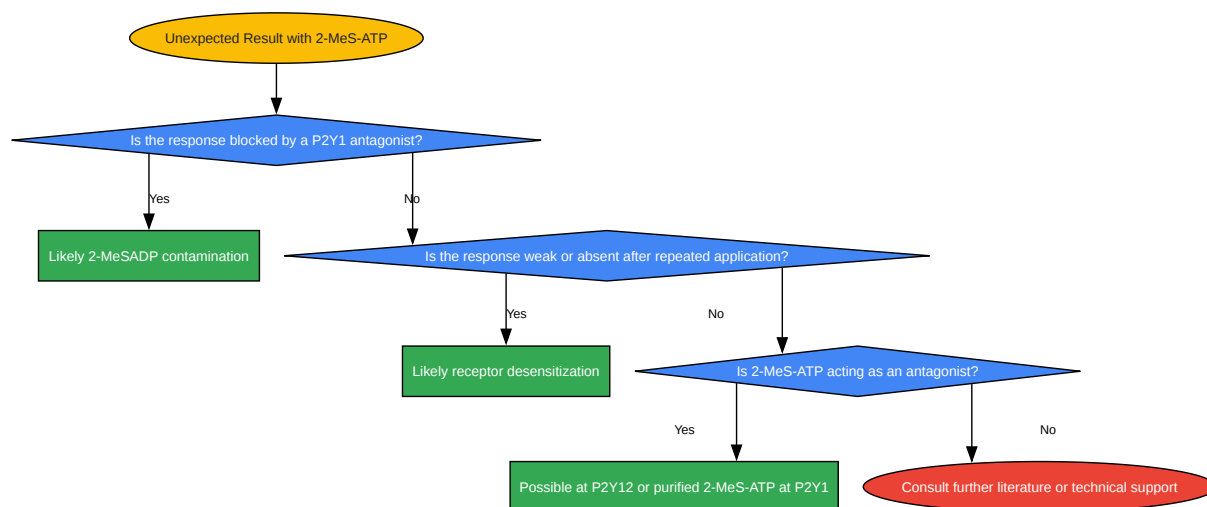 Unexpected Result with 2-MeS-ATP
Is the response blocked by a P2Y1 antagonist?
Yes
No
Likely 2-MeSADP contamination
Is the response weak or absent after repeated application?
Yes
No
Likely receptor desensitization
Is 2-MeS-ATP acting as an antagonist?
Yes
No
Possible at P2Y12 or purified 2-MeS-ATP at P2Y1
Consult further literature or technical support